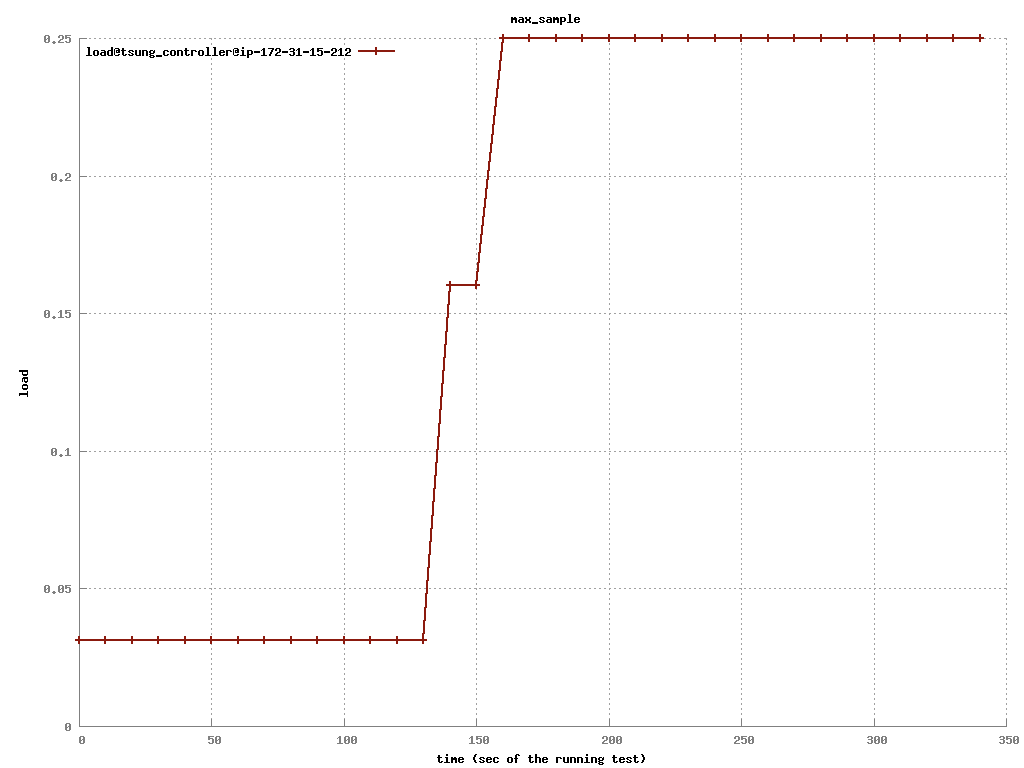 max_sample
load@tsung_controller@ip-172-31-15-212
0.25
0.2
0.15
0.1
0.05
0
load
0 50 100 150 200 250 300 350
time (sec of the running test)